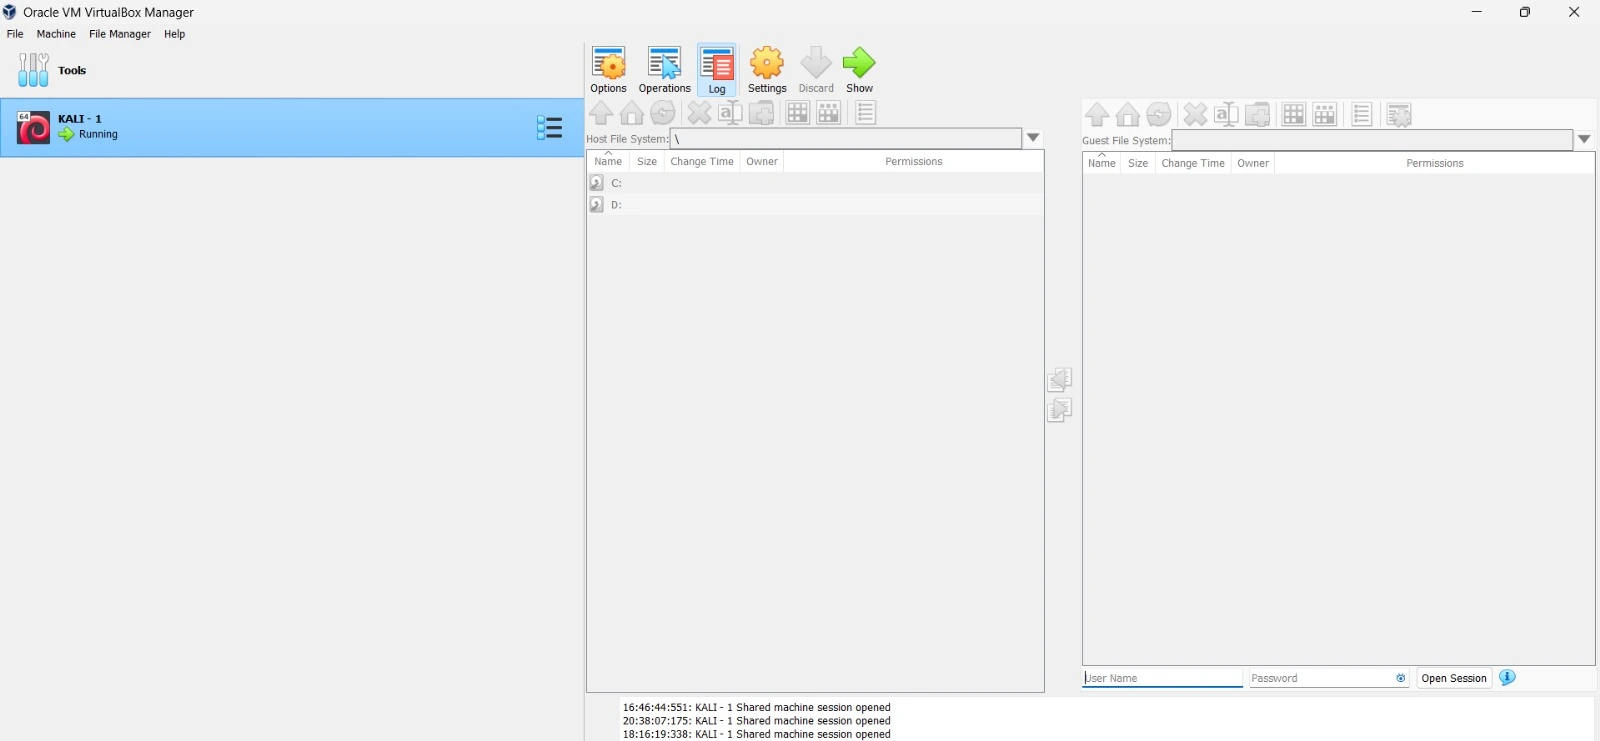 Oracle VM VirtualBox Manager
File Machine File Manager Help
Tools
64
KALI - 1
Running
Options Operations Log Settings Discard Show
Host File System: \
Name Size Change Time Owner Permissions
C:
D:
Guest File System:
Name Size Change Time Owner Permissions
User Name Password Open Session
16:46:44:551: KALI - 1 Shared machine session opened
20:38:07:175: KALI - 1 Shared machine session opened
18:16:19:338: KALI - 1 Shared machine session opened